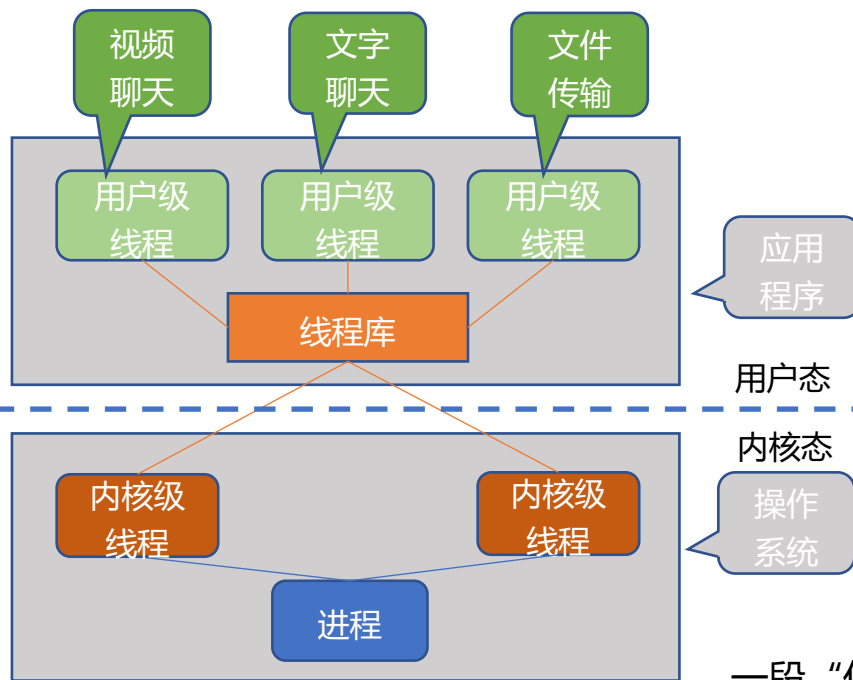 视频
聊天
文字
聊天
文件
传输
用户级
线程
用户级
线程
用户级
线程
应用
程序
线程库
用户态
内核态
内核级
线程
内核级
线程
操作
系统
进程
一段“